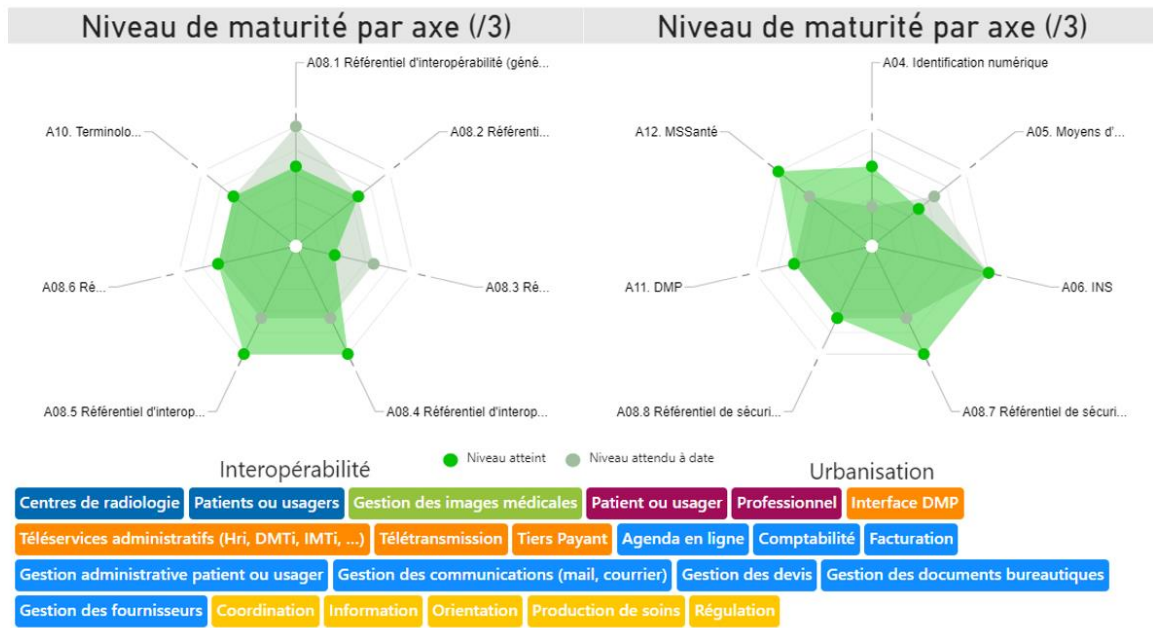 Niveau de maturité par axe (/3)
Niveau de maturité par axe (/3)
A08.1 Référentiel d'interopérabilité (géné...
A10. Terminolo...
A08.2 Référenti...
A08.6 Ré...
A08.3 Ré...
A08.5 Référentiel d'interop...
A08.4 Référentiel d'interop...
A04. Identification numérique
A12. MSSanté
A05. Moyens d'...
A11. DMP
A06. INS
A08.8 Référentiel de sécuri...
A08.7 Référentiel de sécuri...
Interopérabilité
Niveau atteint
Niveau attendu à date
Urbanisation
Centres de radiologie Patients ou usagers Gestion des images médicales Patient ou usager Professionnel Interface DMP
Téléservices administratifs (Hri, DMTi, IMTi, ...) Télétransmission Tiers Payant Agenda en ligne Comptabilité Facturation
Gestion administrative patient ou usager Gestion des communications (mail, courrier) Gestion des devis Gestion des documents bureautiques
Gestion des fournisseurs Coordination Information Orientation Production de soins Régulation